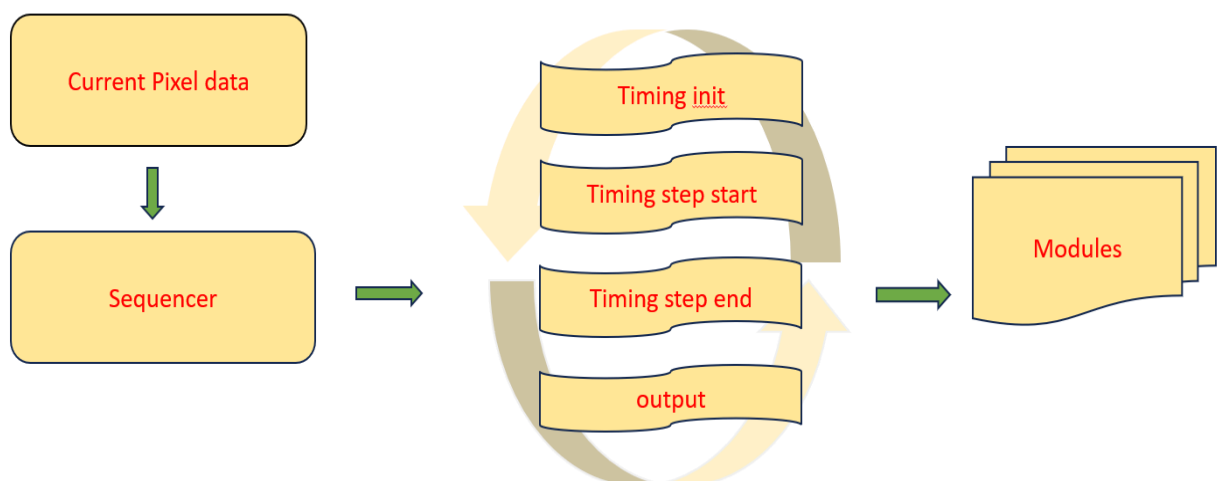 Current Pixel data
Sequencer
Timing init
Timing step start
Timing step end
output
Modules